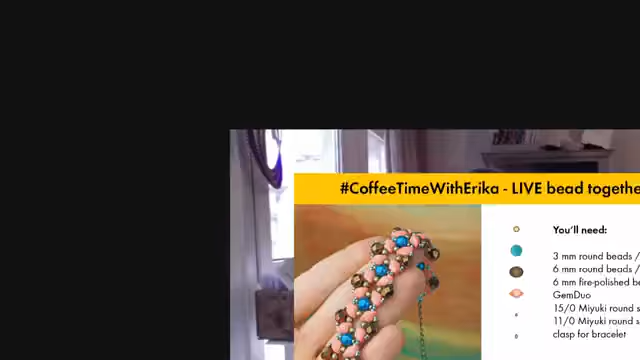 #CoffeeTimeWithErika - LIVE bead togethe
You'll need:
3 mm round beads /
6 mm round beads /
6 mm fire-polished be
GemDuo
15/0 Miyuki round s
11/0 Miyuki round s
clasp for bracelet